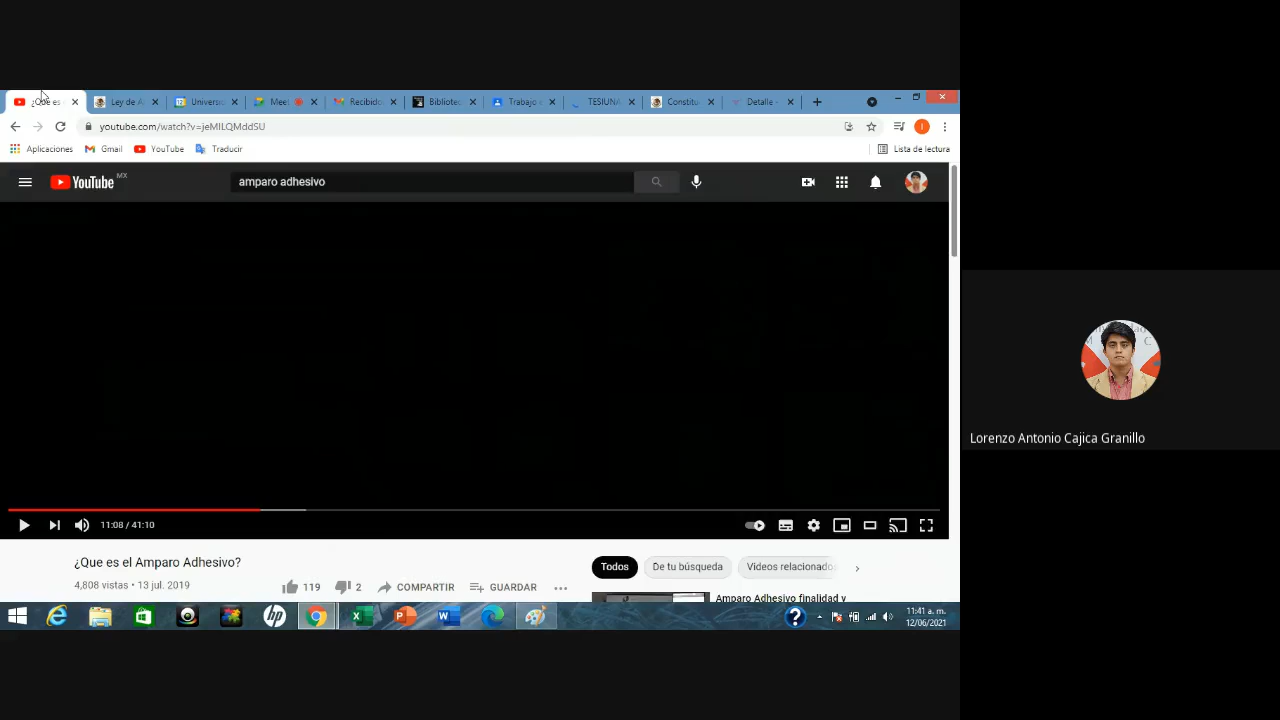 ¿Que es
Ley de A
Universi
Meet
Recibido
Bibliotec
Trabajo e
TESIUNA
Constitu
Detalle -
youtube.com/watch?v=jeMILQMddSU
Aplicaciones
Gmail
YouTube
Traducir
Lista de lectura
YouTube MX
amparo adhesivo
11:08 / 41:10
¿Que es el Amparo Adhesivo?
4,808 vistas • 13 jul. 2019
119
2
COMPARTIR
GUARDAR
Todos
De tu búsqueda
Videos relacionado
Amparo Adhesivo finalidad y
11:41 a. m.
12/06/2021
Lorenzo Antonio Cajica Granillo